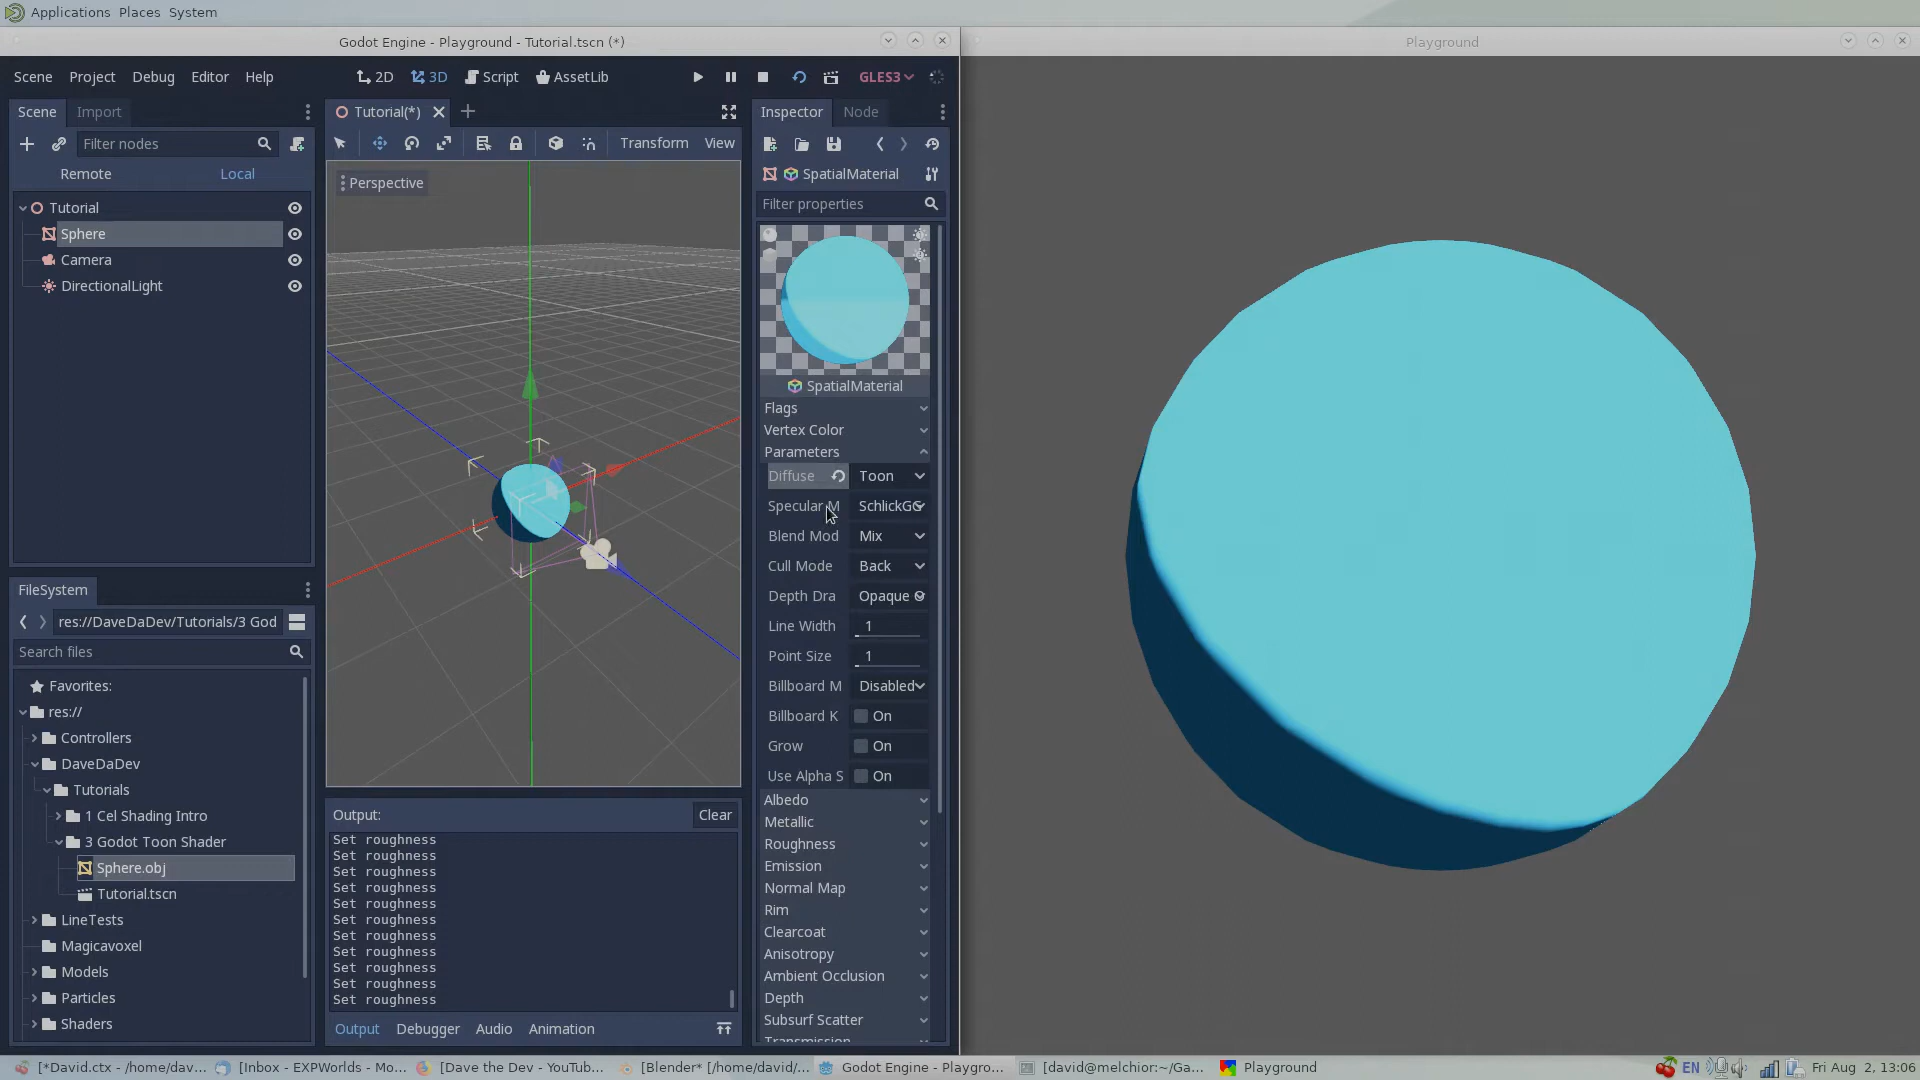 Applications Places System
Godot Engine - Playground - Tutorial.tscn (*)
Playground
Scene Project Debug Editor Help
2D 3D Script AssetLib
GLES3
Scene Import
Tutorial(*)
Inspector Node
Filter nodes
Transform View
Remote Local
SpatialMaterial
Perspective
Filter properties
Tutorial
Sphere
Camera
DirectionalLight
SpatialMaterial
Flags
Vertex Color
Parameters
Diffuse Toon
Specular M SchlickGG
Blend Mod Mix
Cull Mode Back
Depth Dra Opaque
Line Width 1
Point Size 1
Billboard M Disabled
Billboard K On
Grow On
Use Alpha S On
Albedo
Metallic
Roughness
Emission
Normal Map
Rim
Clearcoat
Anisotropy
Ambient Occlusion
Depth
Subsurf Scatter
Transmission
FileSystem
res://DaveDaDev/Tutorials/3 God
Search files
Favorites:
res://
Controllers
DaveDaDev
Tutorials
1 Cel Shading Intro
3 Godot Toon Shader
Sphere.obj
Tutorial.tscn
LineTests
Magicavoxel
Models
Particles
Shaders
Output: Clear
Set roughness
Set roughness
Set roughness
Set roughness
Set roughness
Set roughness
Set roughness
Set roughness
Set roughness
Set roughness
Set roughness
Output Debugger Audio Animation
[*David.ctx - /home/dav... [Inbox - EXPWorlds - Mo... [Dave the Dev - YouTub... [Blender* [/home/david/... Godot Engine - Playgro... [david@melchior:~/Ga... Playground EN Fri Aug 2, 13:06